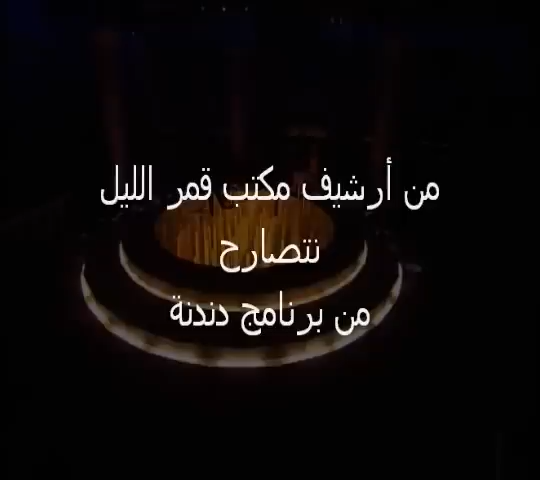 من أرشيف مكتب قمر الليل
نتصارح
من برنامج دندنة